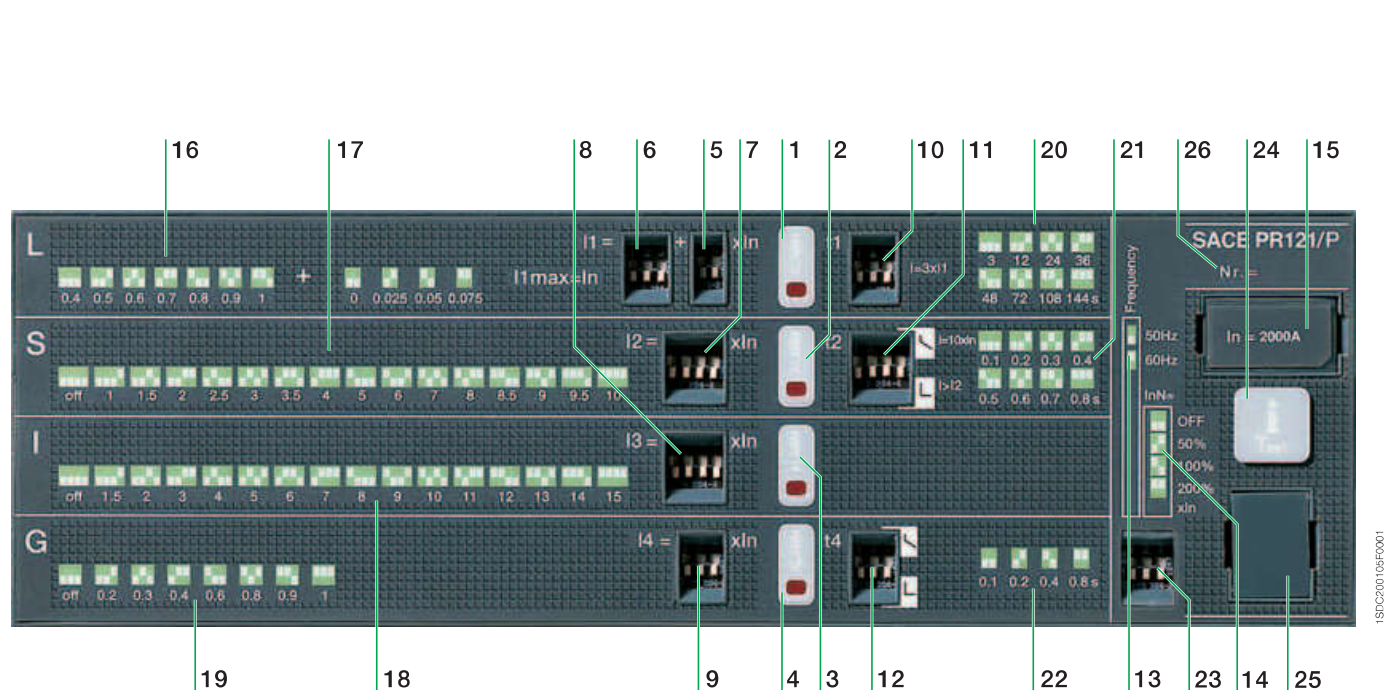 16 17 8 6 5 7 1 2 10 11 20 21 26 24 15
L I1 = + xIn t1 SACE PR121/P
I1max=In I=3xI1 3 12 24 36 Frequency Nr.=
0.4 0.5 0.6 0.7 0.8 0.9 1 + 0 0.025 0.05 0.075 48 72 108 144 s
S I2 = xIn t2 I=10xIn 50Hz In = 2000A
0.1 0.2 0.3 0.4 60Hz
I>I2
off 1 1.5 2 2.5 3 3.5 4 5 6 7 8 8.5 9 9.5 10 0.5 0.6 0.7 0.8 s InN=
OFF
I I3 = xIn 50% Test
100%
off 1.5 2 3 4 5 6 7 8 9 10 11 12 13 14 15 200%
xIn
G I4 = xIn t4
off 0.2 0.3 0.4 0.6 0.8 0.9 1 0.1 0.2 0.4 0.8 s
19 18 9 4 3 12 22 13 23 14 25
1SDC200105F0001